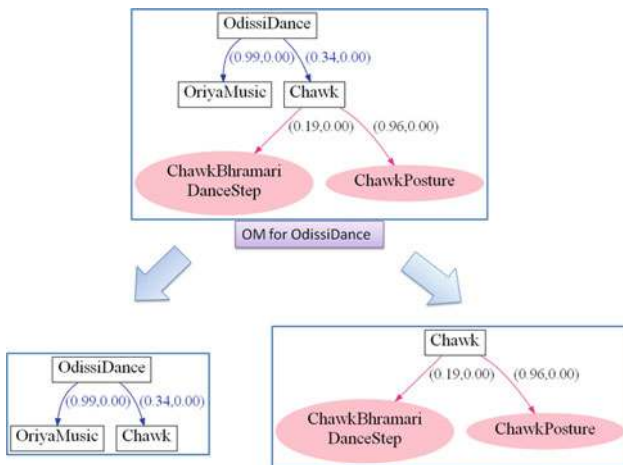 OdissiDance
(0.99,0.00) (0.34,0.00)
OriyaMusic Chawk
(0.19,0.00) (0.96,0.00)
ChawkBhramari
DanceStep
ChawkPosture
OM for OdissiDance
OdissiDance
(0.99,0.00) (0.34,0.00)
OriyaMusic Chawk
Chawk
(0.19,0.00) (0.96,0.00)
ChawkBhramari
DanceStep
ChawkPosture